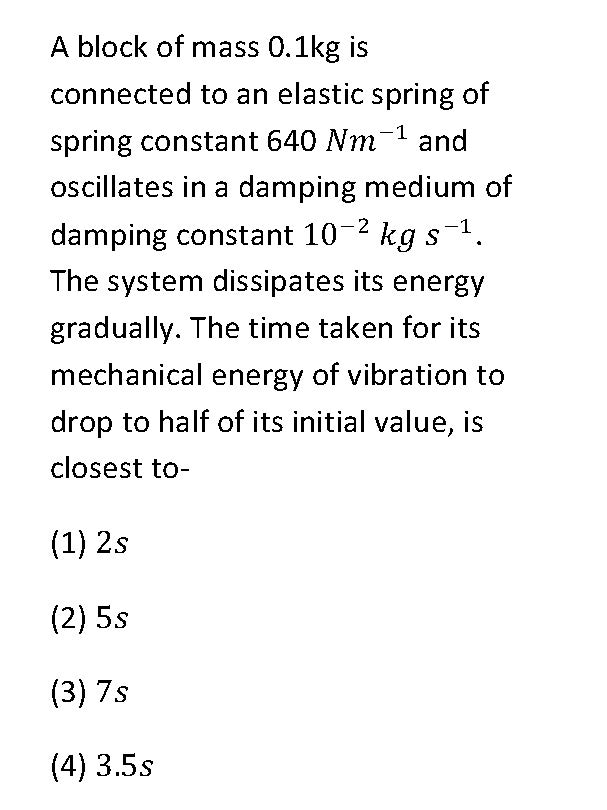 A block of mass 0.1kg is
connected to an elastic spring of
spring constant 640 Nm⁻¹ and
oscillates in a damping medium of
damping constant 10⁻² kg s⁻¹.
The system dissipates its energy
gradually. The time taken for its
mechanical energy of vibration to
drop to half of its initial value, is
closest to-
(1) 2s
(2) 5s
(3) 7s
(4) 3.5s